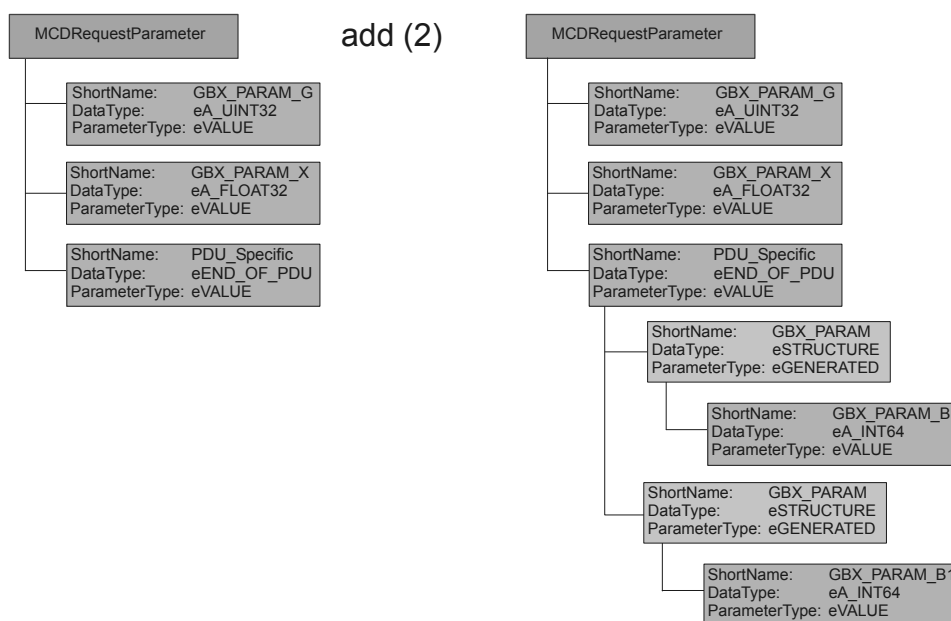 MCDRequestParameter
ShortName: GBX_PARAM_G
DataType: eA_UINT32
ParameterType: eVALUE
ShortName: GBX_PARAM_X
DataType: eA_FLOAT32
ParameterType: eVALUE
ShortName: PDU_Specific
DataType: eEND_OF_PDU
ParameterType: eVALUE
add (2)
MCDRequestParameter
ShortName: GBX_PARAM_G
DataType: eA_UINT32
ParameterType: eVALUE
ShortName: GBX_PARAM_X
DataType: eA_FLOAT32
ParameterType: eVALUE
ShortName: PDU_Specific
DataType: eEND_OF_PDU
ParameterType: eVALUE
ShortName: GBX_PARAM
DataType: eSTRUCTURE
ParameterType: eGENERATED
ShortName: GBX_PARAM_B
DataType: eA_INT64
ParameterType: eVALUE
ShortName: GBX_PARAM
DataType: eSTRUCTURE
ParameterType: eGENERATED
ShortName: GBX_PARAM_B1
DataType: eA_INT64
ParameterType: eVALUE